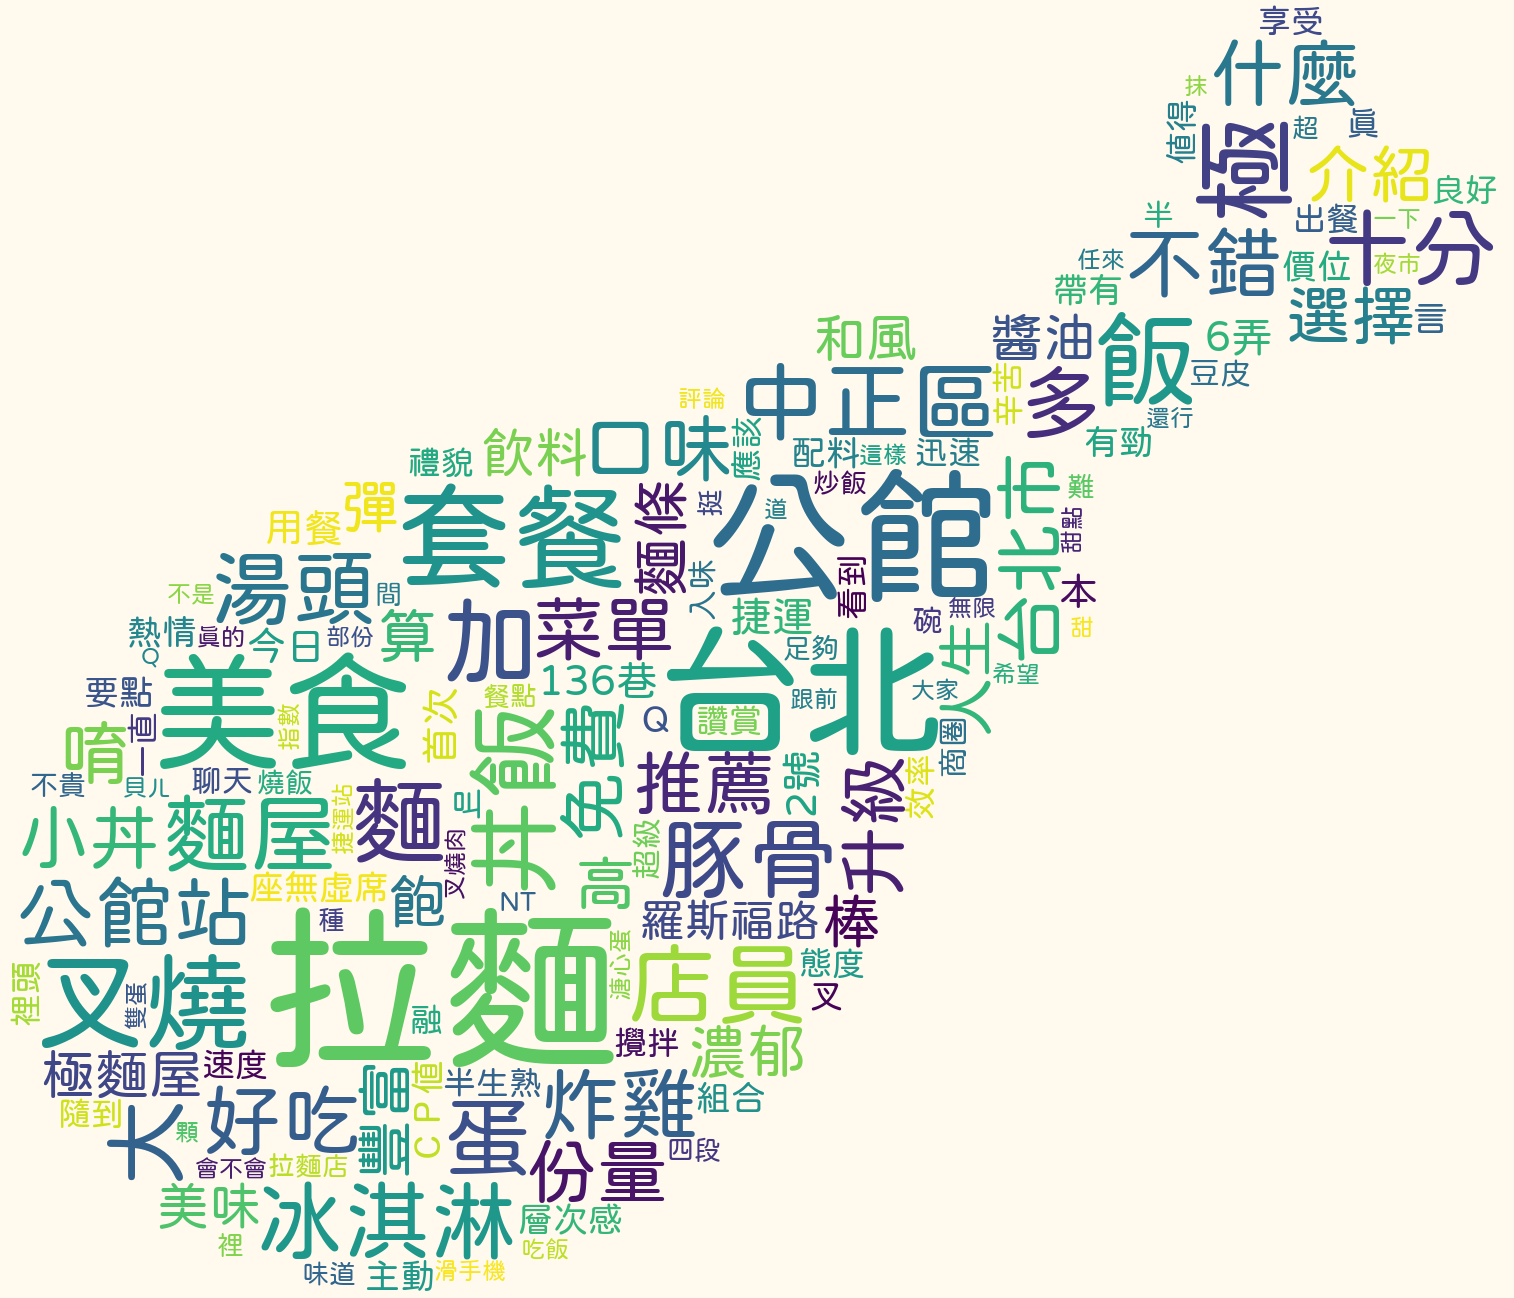 享受
什麼
抹
值得
超
眞
極
介紹
良好
半
出餐
一下
十分
不錯
任來
價位
夜市
帶有
選擇
言
和風
醬油
飯
6弄
豆皮
中正區
辛苦
多
還行
評論
口味
應該
飲料
禮貌
配料
這樣
迅速
有勁
炒飯
彈
用餐
套餐
麵條
挺
道
公館
台北市
難
甜點
湯頭
間
不是
入味
看到
本
熱情
眞的
今日
部份
算
加
菜單
捷運
碗
無限
甜
Q
足夠
人生
希望
要點
美食
指數
首次
餐點
136巷
台北
跟前
大家
唷
一直
Q
讚賞
商圈
不貴
貝儿
聊天
燒飯
丼飯
免費
推薦
2號
升級
效率
小丼
麵屋
捷運站
麵
叉燒肉
超級
豚骨
公館站
座無虛席
飽
種
NT
羅斯福路
棒
拉麵
融
溏心蛋
店員
態度
叉
裡頭
叉燒
雙蛋
攪拌
濃郁
極麵屋
速度
豐富
CP值
半生熟
炸雞
組合
隨到
大
顆
好吃
蛋
份量
四段
會不會
拉麵店
美味
冰淇淋
層次感
裡
吃飯
味道
主動
滑手機